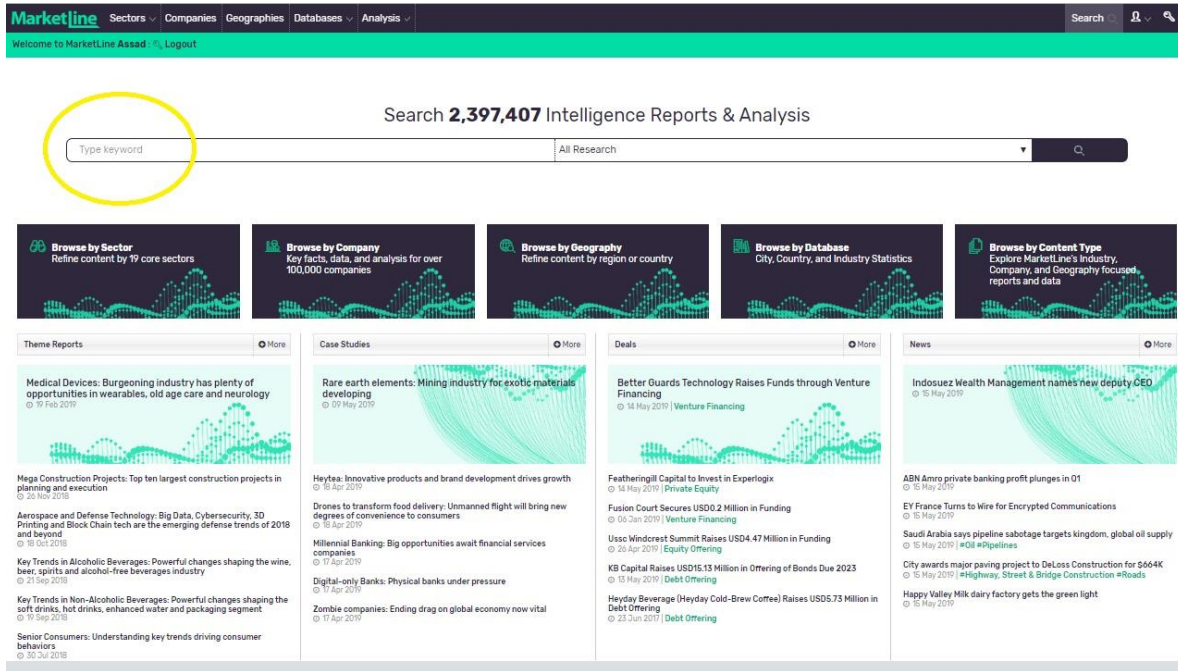 Marketline Sectors Companies Geographies Databases Analysis Search
Welcome to MarketLine Assad : Logout
Search 2,397,407 Intelligence Reports & Analysis
Type keyword All Research
Browse by Sector
Refine content by 19 core sectors
Browse by Company
Key facts, data, and analysis for over
100,000 companies
Browse by Geography
Refine content by region or country
Browse by Database
City, Country, and Industry Statistics
Browse by Content Type
Explore MarketLine's Industry,
Company, and Geography focused
reports and data
Theme Reports More
Medical Devices: Burgeoning industry has plenty of
opportunities in wearables, old age care and neurology
19 Feb 2019
Mega Construction Projects: Top ten largest construction projects in
planning and execution
26 Nov 2018
Aerospace and Defense Technology: Big Data, Cybersecurity, 3D
Printing and Block Chain tech are the emerging defense trends of 2018
and beyond
18 Oct 2018
Key Trends in Alcoholic Beverages: Powerful changes shaping the wine,
beer, spirits and alcohol-free beverages industry
21 Sep 2018
Key Trends in Non-Alcoholic Beverages: Powerful changes shaping the
soft drinks, hot drinks, enhanced water and packaging segment
19 Sep 2018
Senior Consumers: Understanding key trends driving consumer
behaviors
30 Jul 2018
Case Studies More
Rare earth elements: Mining industry for exotic materials
developing
09 May 2019
Heytea: Innovative products and brand development drives growth
18 Apr 2019
Drones to transform food delivery: Unmanned flight will bring new
degrees of convenience to consumers
18 Apr 2019
Millennial Banking: Big opportunities await financial services
companies
17 Apr 2019
Digital-only Banks: Physical banks under pressure
17 Apr 2019
Zombie companies: Ending drag on global economy now vital
17 Apr 2019
Deals More
Better Guards Technology Raises Funds through Venture
Financing
14 May 2019 | Venture Financing
Featheringill Capital to Invest in Experlogix
14 May 2019 | Private Equity
Fusion Court Secures USD0.2 Million in Funding
06 Jan 2019 | Venture Financing
Ussc Windcrest Summit Raises USD4.47 Million in Funding
26 Apr 2019 | Equity Offering
KB Capital Raises USD15.13 Million in Offering of Bonds Due 2023
13 May 2019 | Debt Offering
Heyday Beverage (Heyday Cold-Brew Coffee) Raises USD5.73 Million in
Debt Offering
23 Jun 2017 | Debt Offering
News More
Indosuez Wealth Management names new deputy CEO
15 May 2019
ABN Amro private banking profit plunges in Q1
15 May 2019
EY France Turns to Wire for Encrypted Communications
15 May 2019
Saudi Arabia says pipeline sabotage targets kingdom, global oil supply
15 May 2019 | #Oil #Pipelines
City awards major paving project to DeLoss Construction for $664K
15 May 2019 | #Highway, Street & Bridge Construction #Roads
Happy Valley Milk dairy factory gets the green light
15 May 2019